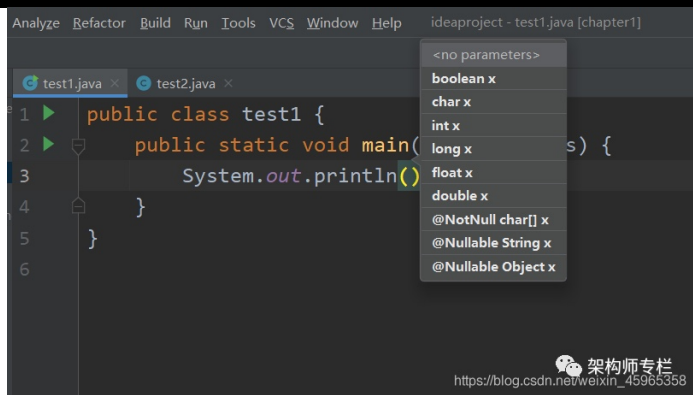 Analyze Refactor Build Run Tools VCS Window Help ideaproject - test1.java [chapter1]
<no parameters>
test1.java × test2.java ×
boolean x
char x
int x
long x
float x
double x
@NotNull char[] x
@Nullable String x
@Nullable Object x
1 public class test1 {
2 public static void main( s) {
3 System.out.println()
4 }
5 }
6
架构师专栏
https://blog.csdn.net/weixin_45965358